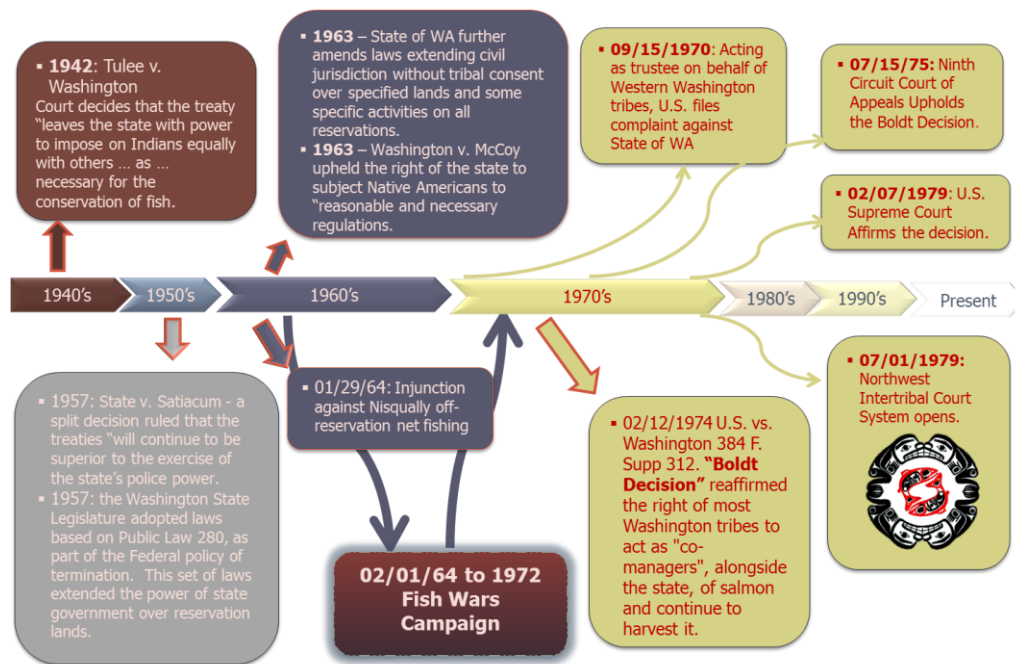 ▪ 1942: Tulee v.
Washington
Court decides that the treaty
“leaves the state with power
to impose on Indians equally
with others ... as ...
necessary for the
conservation of fish.
▪ 1963 – State of WA further
amends laws extending civil
jurisdiction without tribal consent
over specified lands and some
specific activities on all
reservations.
▪ 1963 – Washington v. McCoy
upheld the right of the state to
subject Native Americans to
“reasonable and necessary
regulations.
▪ 09/15/1970: Acting
as trustee on behalf of
Western Washington
tribes, U.S. files
complaint against
State of WA
▪ 07/15/75: Ninth
Circuit Court of
Appeals Upholds
the Boldt Decision.
▪ 02/07/1979: U.S.
Supreme Court
Affirms the decision.
1940’s
1950’s
1960’s
1970’s
1980’s
1990’s
Present
▪ 1957: State v. Satiacum - a
split decision ruled that the
treaties “will continue to be
superior to the exercise of
the state’s police power.
▪ 1957: the Washington State
Legislature adopted laws
based on Public Law 280, as
part of the Federal policy of
termination.  This set of laws
extended the power of state
government over reservation
lands.
▪ 01/29/64: Injunction
against Nisqually off-
reservation net fishing
02/01/64 to 1972
Fish Wars
Campaign
▪ 02/12/1974 U.S. vs.
Washington 384 F.
Supp 312. “Boldt
Decision” reaffirmed
the right of most
Washington tribes to
act as "co-
managers", alongside
the state, of salmon
and continue to
harvest it.
▪ 07/01/1979:
Northwest
Intertribal Court
System opens.